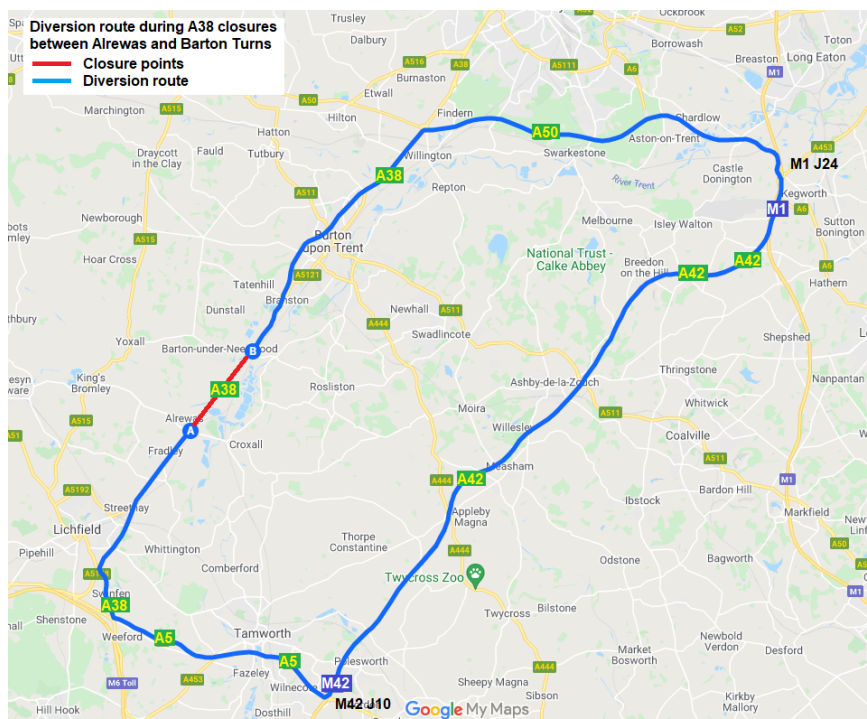 Diversion route during A38 closures
between Alrewas and Barton Turns
Closure points
Diversion route
Trusley
Dalbury
Ockbrook
A52
Borrowash
Toton
Long Eaton
Breaston
M1
A516
A38
A5111
A6
Burnaston
Etwall
A50
Hilton
Findern
Marchington
A515
Hatton
Tutbury
Fauld
Draycott
in the Clay
Willington
A50
Swarkestone
Shardlow
Aston-on-Trent
A453
M1 J24
Castle
Donington
Kegworth
A38
Repton
River Trent
A511
Newborough
A515
Hoar Cross
Burton
upon Trent
A5121
Melbourne
Isley Walton
M1
A6
Sutton
Bonington
National Trust -
Calke Abbey
Breedon
on the Hill
A42
A42
A6
Hathern
Tatenhill
Branston
Dunstall
Newhall
A511
A444
Swadlincote
Yoxall
Barton-under-Needwood
B
Shepshed
King's
Bromley
A38
Rosliston
Ashby-de-la-Zouch
Thringstone
Nanpantan
A515
Alrewas
A
Moira
A511
Whitwick
A51
Fradley
Croxall
Willesley
Coalville
A511
Measham
A42
A444
Bardon Hill
M1
A5192
Streethay
Ibstock
Markfield
Lichfield
Appleby
Magna
Pipehill
Whittington
Thorpe
Constantine
A444
Odstone
Bagworth
Comberford
Twycross Zoo
M1
Swinfen
Shenstone
A38
Twycross
Bilstone
Weeford
A5
Tamworth
Newbold
Verdon
Desford
Market
Bosworth
A5
Polesworth
A444
M6 Toll
A453
Fazeley
Wilnecote
M42
Sheepy Magna
Sibson
Kirkby
Mallory
Hill Hook
Dosthill
M42 J10
Google My Maps